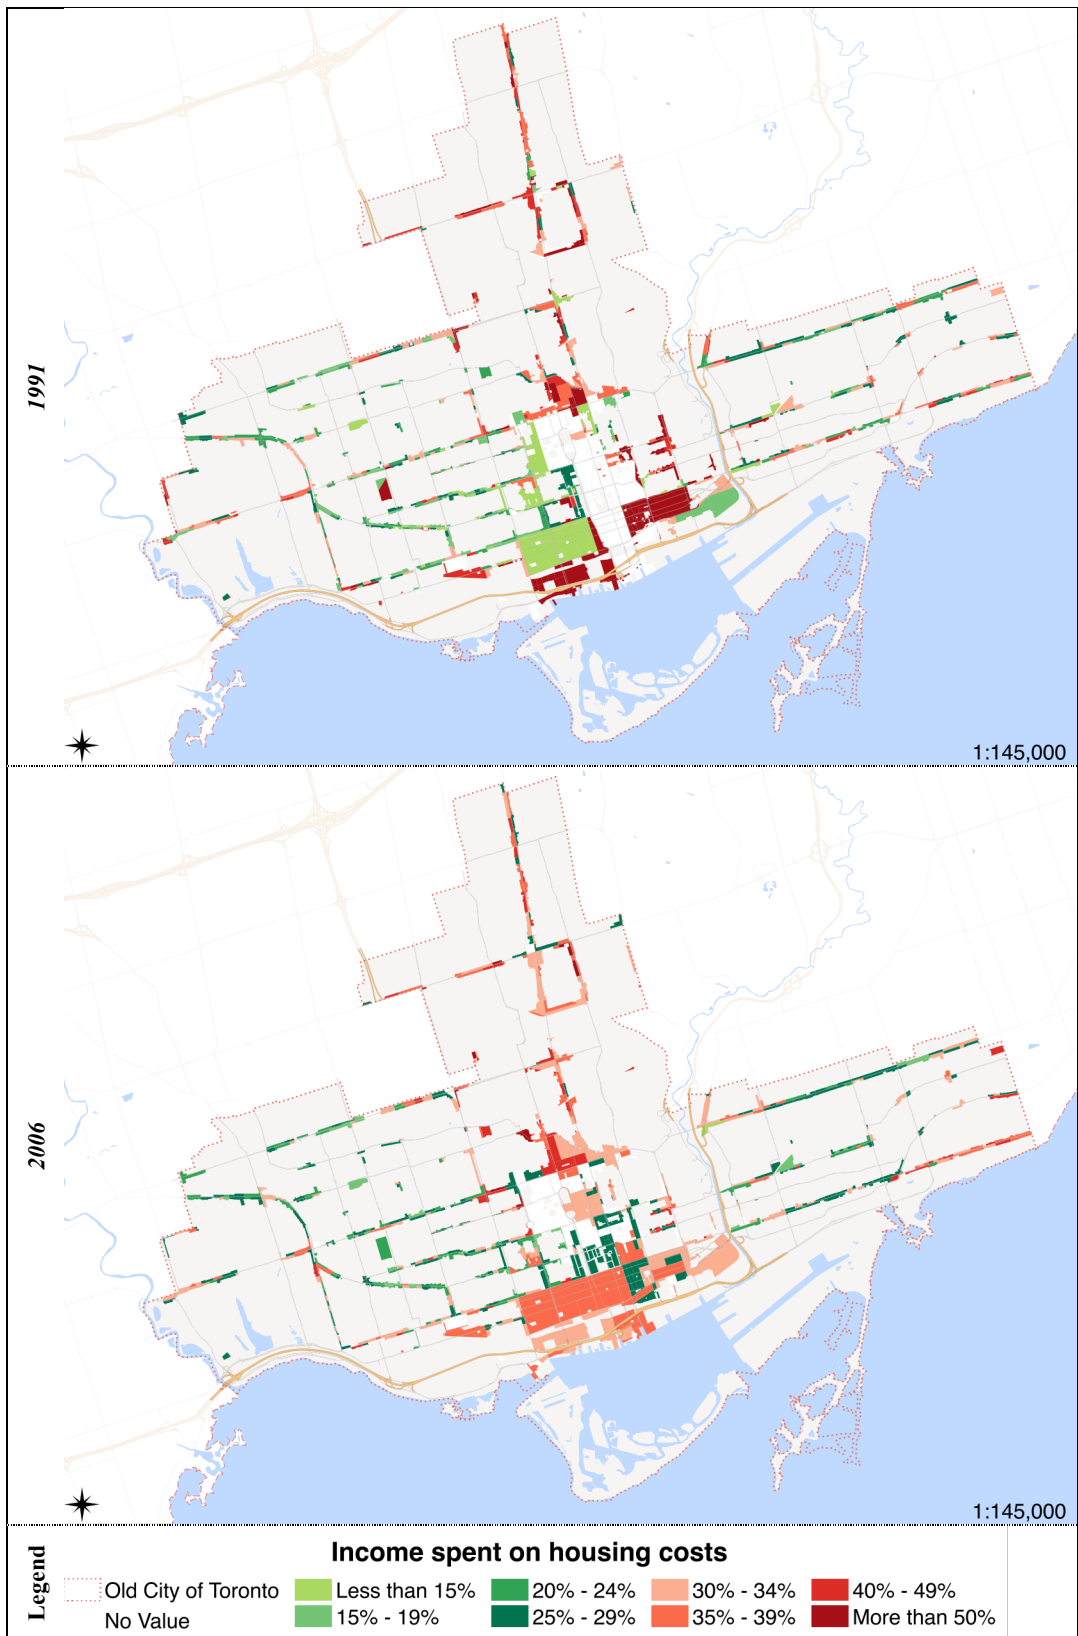 1991
1:145,000
2006
1:145,000
Legend
Income spent on housing costs
Old City of Toronto
No Value
Less than 15%
15% - 19%
20% - 24%
25% - 29%
30% - 34%
35% - 39%
40% - 49%
More than 50%